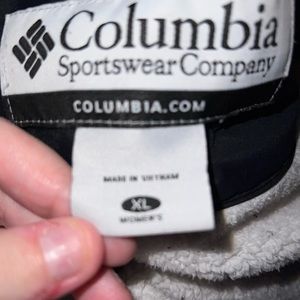 Columbia
Sportswear Company
COLUMBIA.COM
MADE IN VIETNAM
XL
WOMEN'S